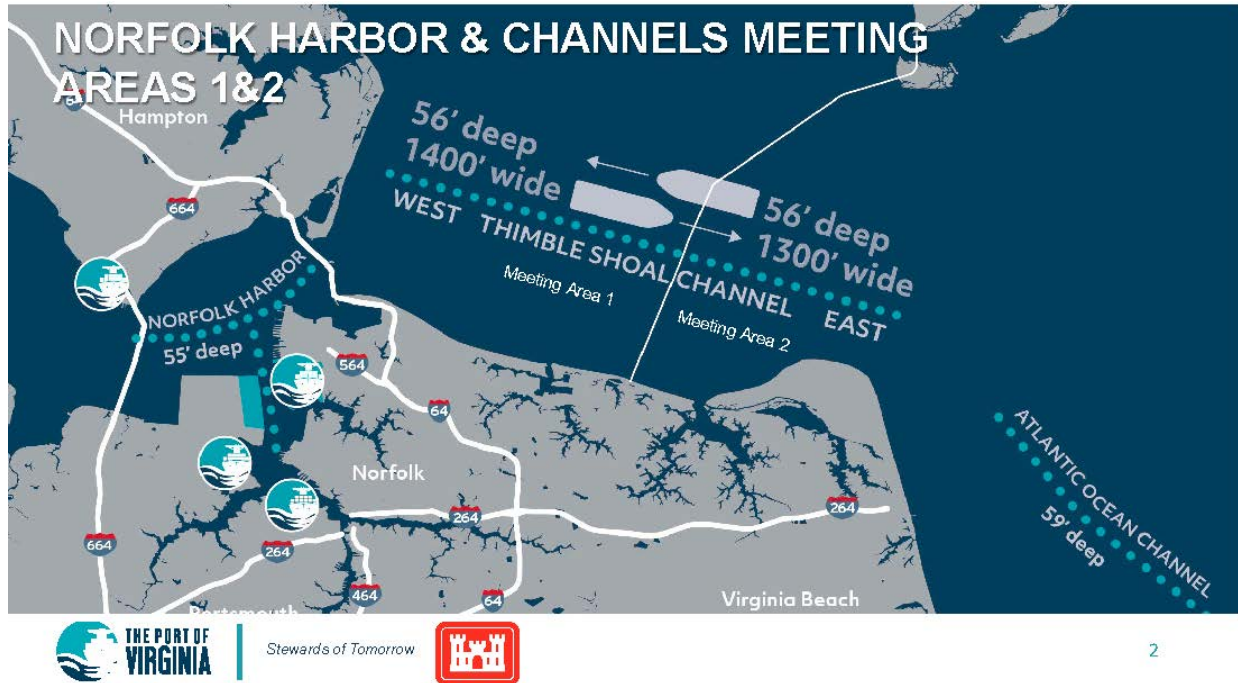 NORFOLK HARBOR & CHANNELS MEETING
AREAS 1&2
64
Hampton
664
56' deep
1400' wide
56' deep
1300' wide
WEST THIMBLE SHOAL CHANNEL EAST
Meeting Area 1
Meeting Area 2
NORFOLK HARBOR
55' deep
564
64
Norfolk
264
264
664
264
464
64
Portsmouth
Virginia Beach
ATLANTIC OCEAN CHANNEL
59' deep
THE PORT OF
VIRGINIA
Stewards of Tomorrow
2